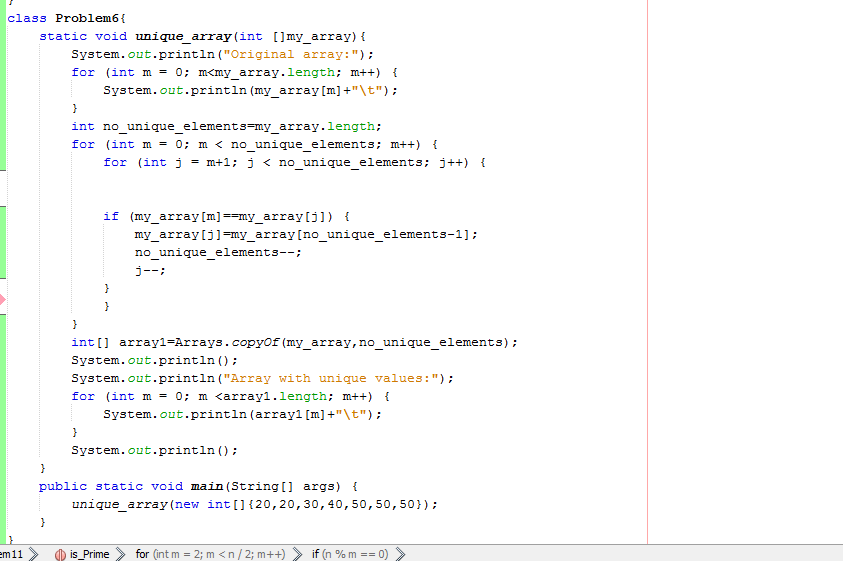 }
class Problem6{
static void unique_array(int []my_array){
System.out.println("Original array:");
for (int m = 0; m<my_array.length; m++) {
System.out.println(my_array[m]+"\t");
}
int no_unique_elements=my_array.length;
for (int m = 0; m < no_unique_elements; m++) {
for (int j = m+1; j < no_unique_elements; j++) {
if (my_array[m]==my_array[j]) {
my_array[j]=my_array[no_unique_elements-1];
no_unique_elements--;
j--;
}
}
}
int[] array1=Arrays.copyOf(my_array,no_unique_elements);
System.out.println();
System.out.println("Array with unique values:");
for (int m = 0; m <array1.length; m++) {
System.out.println(array1[m]+"\t");
}
System.out.println();
}
public static void main(String[] args) {
unique_array(new int[]{20,20,30,40,50,50,50});
}
}
em11 is_Prime for (int m = 2; m < n / 2; m++) if (n % m == 0)